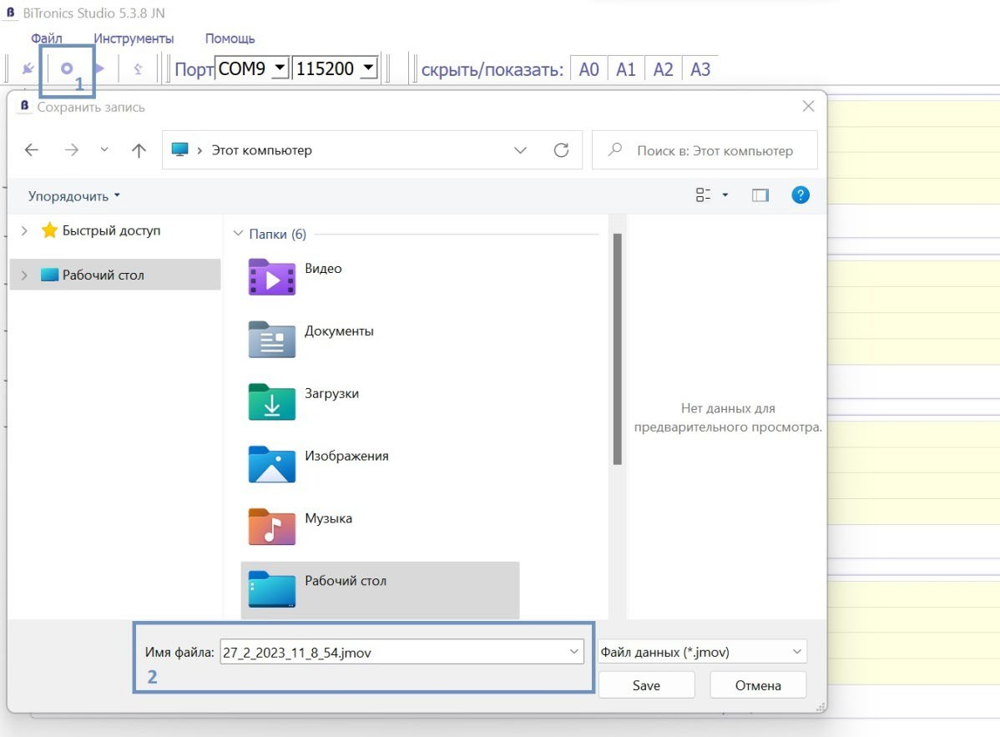 BiTronics Studio 5.3.8 JN
Файл Инструменты Помощь
1
Порт COM9 115200 скрыть/показать: A0 A1 A2 A3
Сохранить запись
Этот компьютер
Поиск в: Этот компьютер
Упорядочить
Быстрый доступ
Рабочий стол
Папки (6)
Видео
Документы
Загрузки
Изображения
Музыка
Рабочий стол
Нет данных для
предварительного просмотра.
Имя файла: 27_2_2023_11_8_54.jmov
Файл данных (*.jmov)
2
Save Отмена